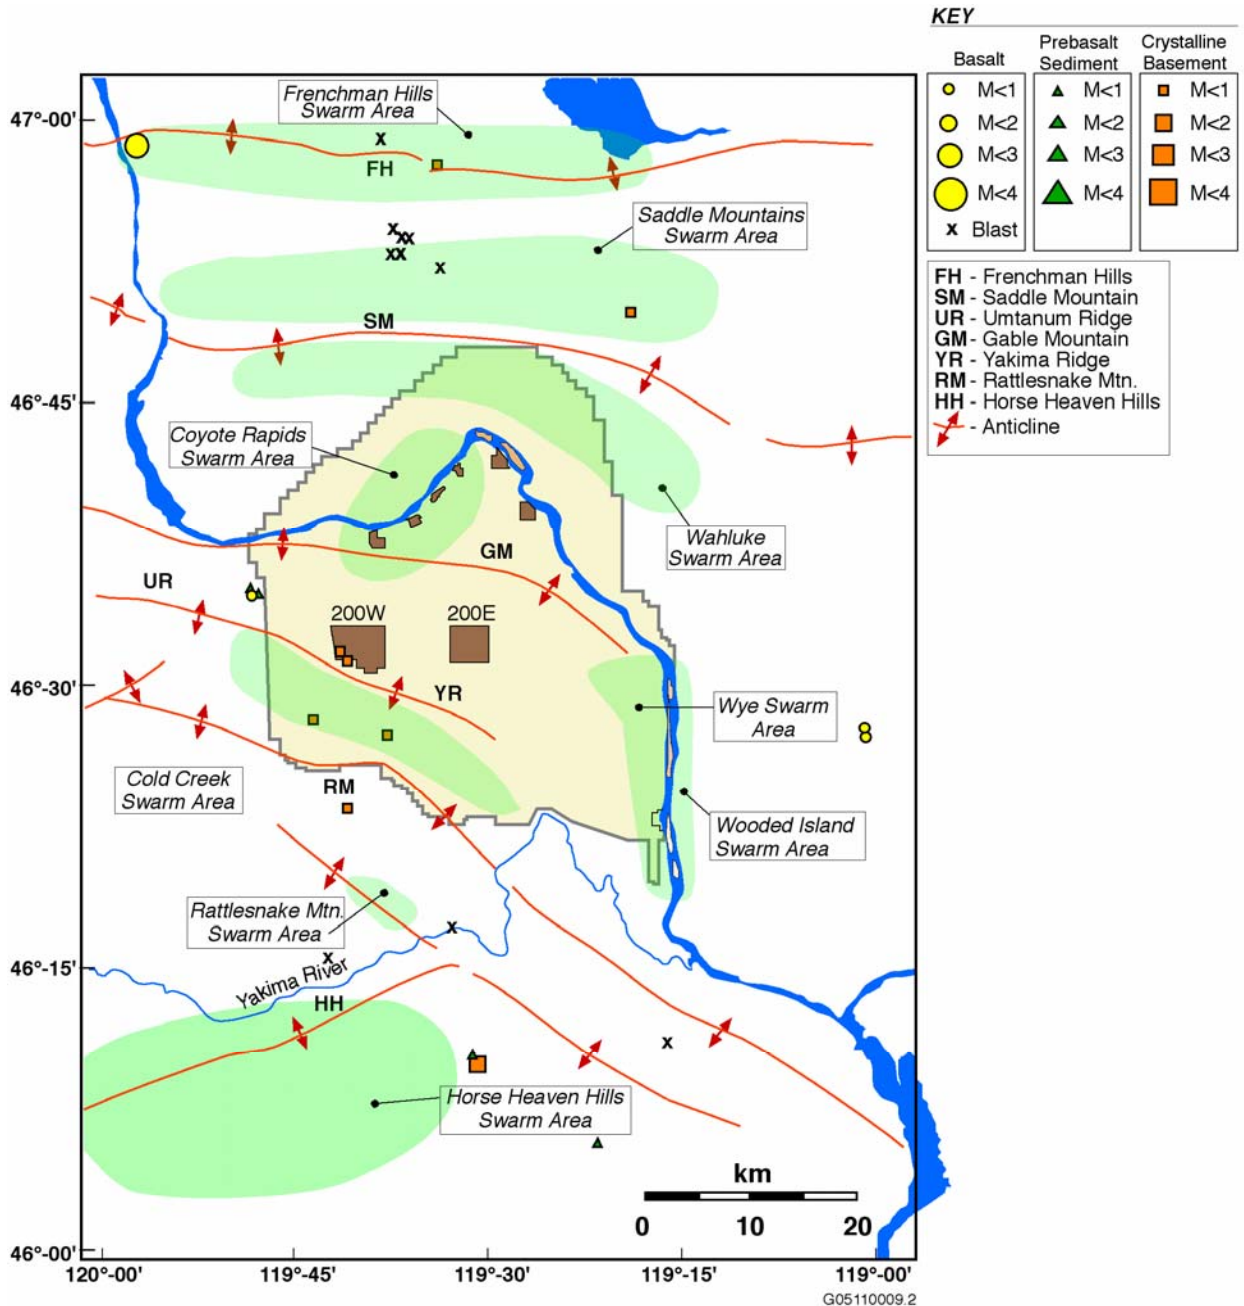 KEY
Basalt
Prebasalt
Sediment
Crystalline
Basement
M<1
M<2
M<3
M<4
x Blast
M<1
M<2
M<3
M<4
M<1
M<2
M<3
M<4
FH - Frenchman Hills
SM - Saddle Mountain
UR - Umtanum Ridge
GM - Gable Mountain
YR - Yakima Ridge
RM - Rattlesnake Mtn.
HH - Horse Heaven Hills
- Anticline
47°-00'
46°-45'
46°-30'
46°-15'
46°-00'
Frenchman Hills
Swarm Area
x
FH
Saddle Mountains
Swarm Area
x
xx
xx
x
SM
Coyote Rapids
Swarm Area
Wahluke
Swarm Area
GM
UR
200W
200E
YR
Wye Swarm
Area
Cold Creek
Swarm Area
RM
Wooded Island
Swarm Area
Rattlesnake Mtn.
Swarm Area
x
x
Yakima River
HH
x
Horse Heaven Hills
Swarm Area
km
0 10 20
120°-00' 119°-45' 119°-30' 119°-15' 119°-00'
G05110009.2